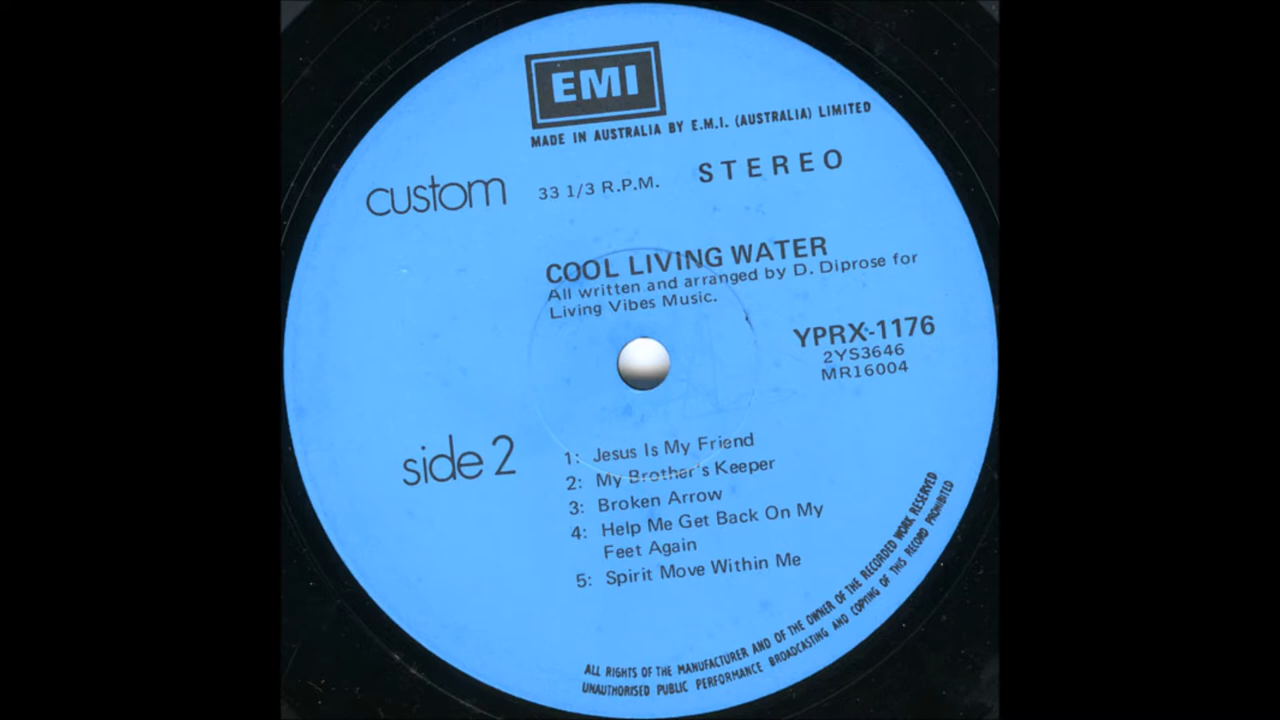 EMI
MADE IN AUSTRALIA BY E.M.I. (AUSTRALIA) LIMITED
custom
33 1/3 R.P.M.
STEREO
COOL LIVING WATER
All written and arranged by D. Diprose for
Living Vibes Music.
YPRX-1176
2YS3646
MR16004
side 2
1: Jesus Is My Friend
2: My Brother's Keeper
3: Broken Arrow
4: Help Me Get Back On My
Feet Again
5: Spirit Move Within Me
ALL RIGHTS OF THE MANUFACTURER AND OF THE OWNER OF THE RECORDED WORK RESERVED
UNAUTHORISED PUBLIC PERFORMANCE BROADCASTING AND COPYING OF THIS RECORD PROHIBITED